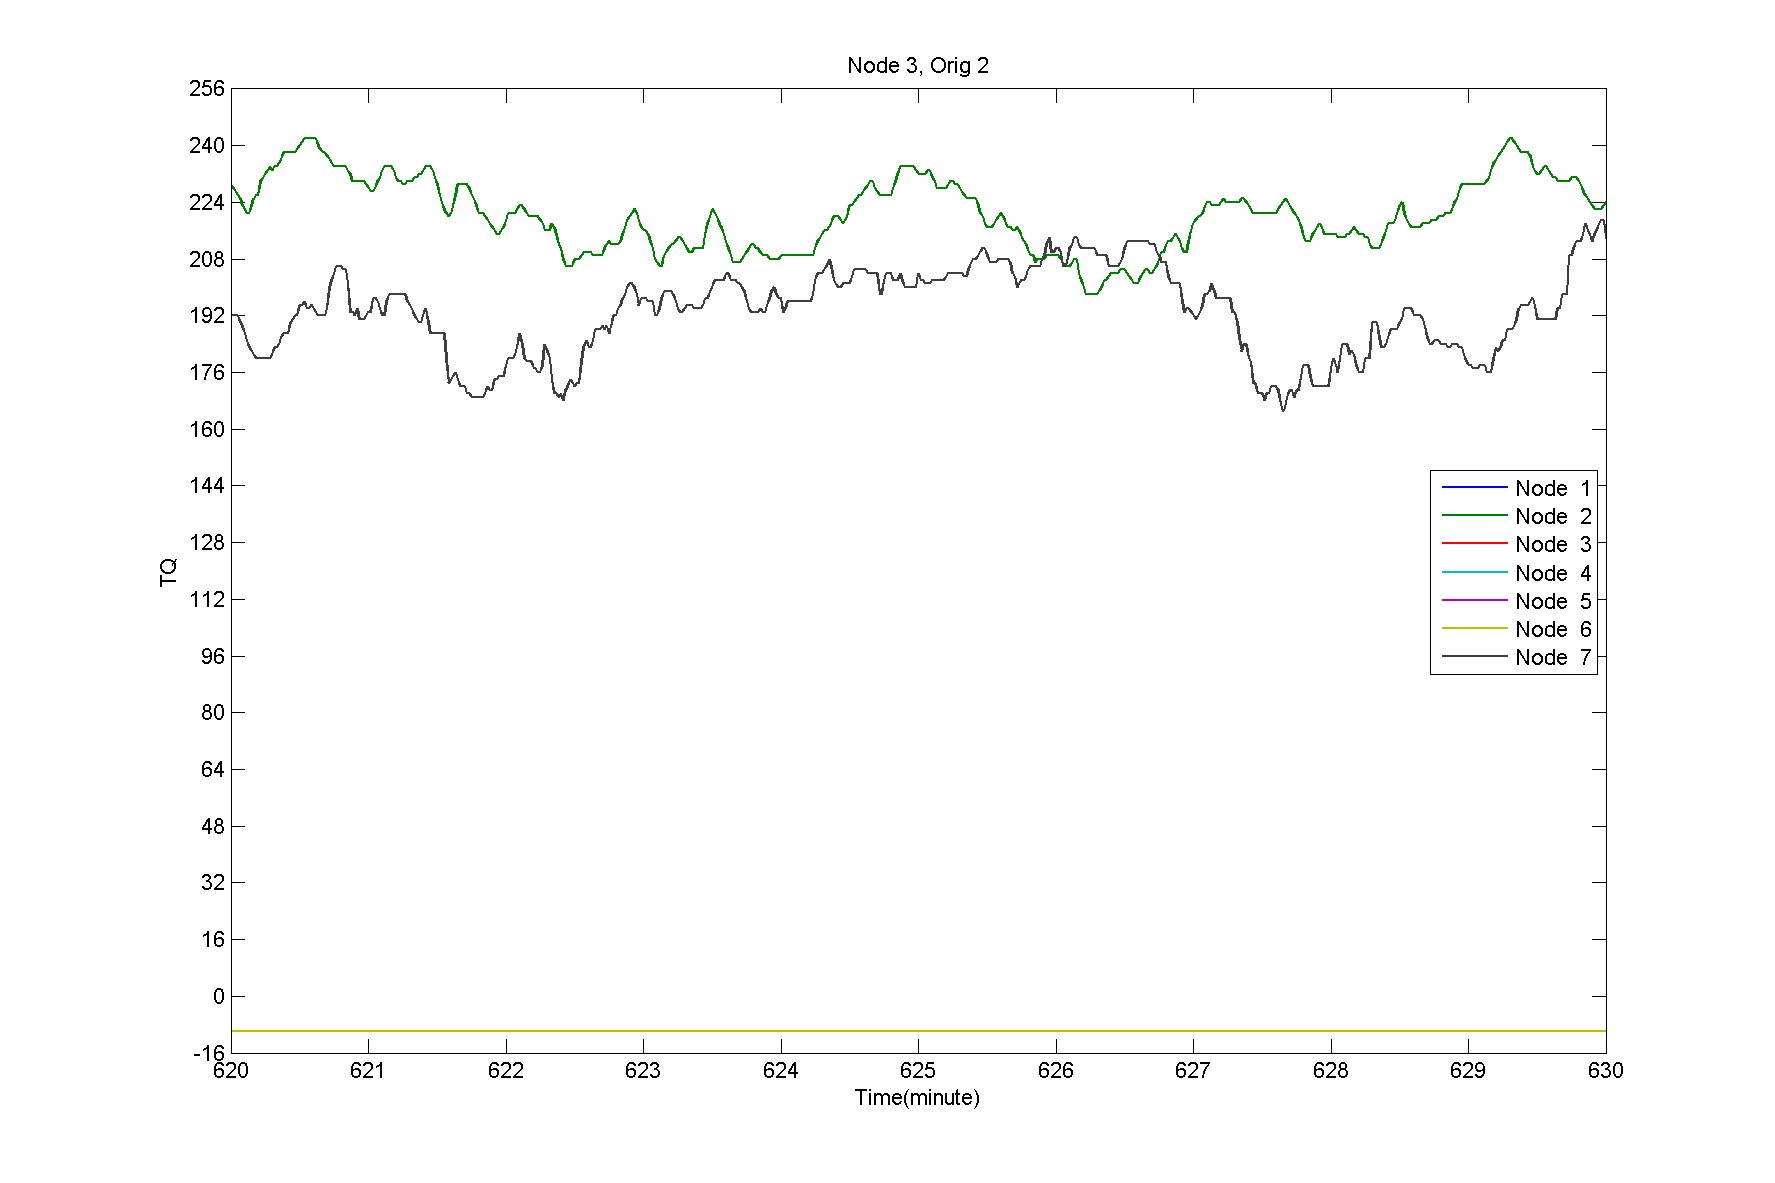 Node 3, Orig 2
256
240
224
208
192
176
160
144
128
112
96
80
64
48
32
16
0
-16
TQ
Node 1
Node 2
Node 3
Node 4
Node 5
Node 6
Node 7
620 621 622 623 624 625 626 627 628 629 630
Time(minute)